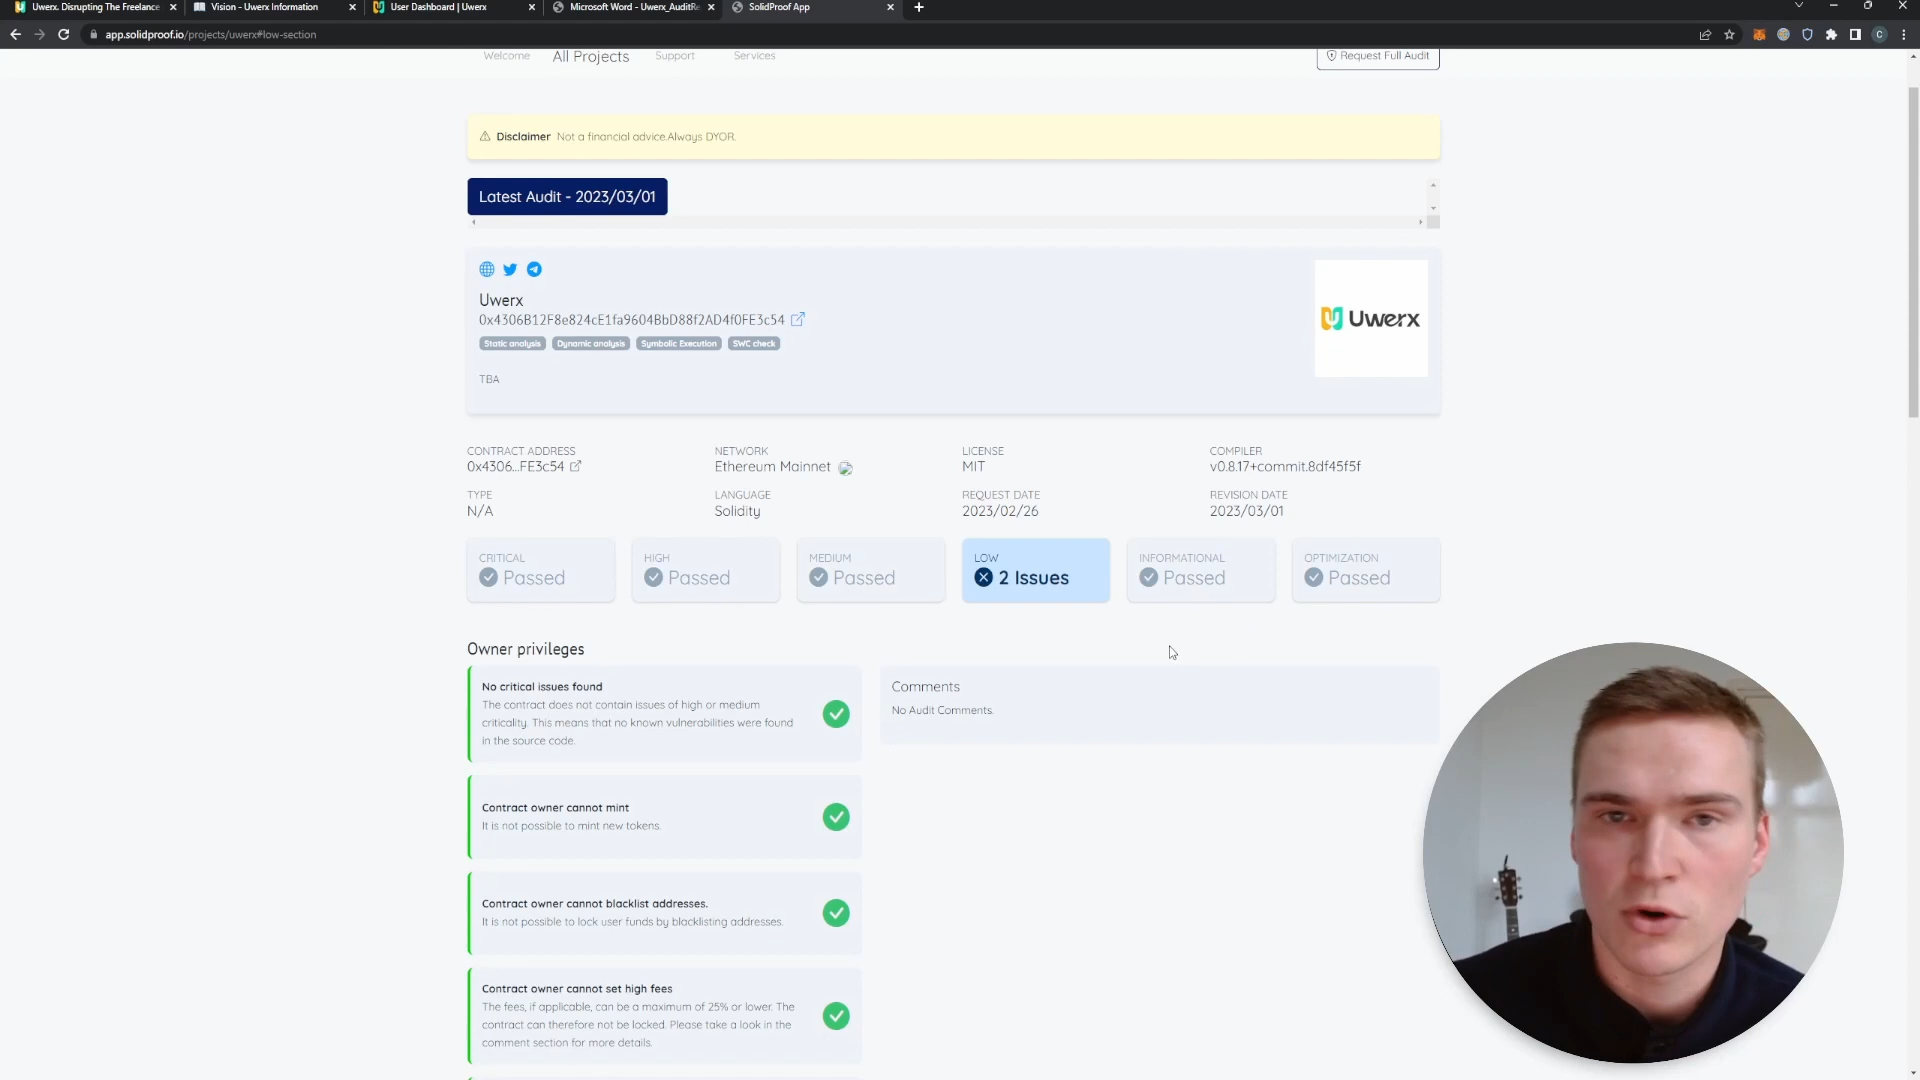 Uwerx. Disrupting The Freelance
Vision - Uwerx Information
User Dashboard | Uwerx
Microsoft Word - Uwerx_AuditRe
SolidProof App
app.solidproof.io/projects/uwerx#low-section
C
Welcome
All Projects
Support
Services
Request Full Audit
Disclaimer Not a financial advice.Always DYOR.
Latest Audit - 2023/03/01
Uwerx
0x4306B12F8e824cE1fa9604BbD88f2AD4f0FE3c54
Static analysis
Dynamic analysis
Symbolic Execution
SWC check
TBA
Uwerx
CONTRACT ADDRESS
0x4306...FE3c54
NETWORK
Ethereum Mainnet
LICENSE
MIT
COMPILER
v0.8.17+commit.8df45f5f
TYPE
N/A
LANGUAGE
Solidity
REQUEST DATE
2023/02/26
REVISION DATE
2023/03/01
CRITICAL
Passed
HIGH
Passed
MEDIUM
Passed
LOW
2 Issues
INFORMATIONAL
Passed
OPTIMIZATION
Passed
Owner privileges
No critical issues found
The contract does not contain issues of high or medium
criticality. This means that no known vulnerabilities were found
in the source code.
Comments
No Audit Comments.
Contract owner cannot mint
It is not possible to mint new tokens.
Contract owner cannot blacklist addresses.
It is not possible to lock user funds by blacklisting addresses.
Contract owner cannot set high fees
The fees, if applicable, can be a maximum of 25% or lower. The
contract can therefore not be locked. Please take a look in the
comment section for more details.